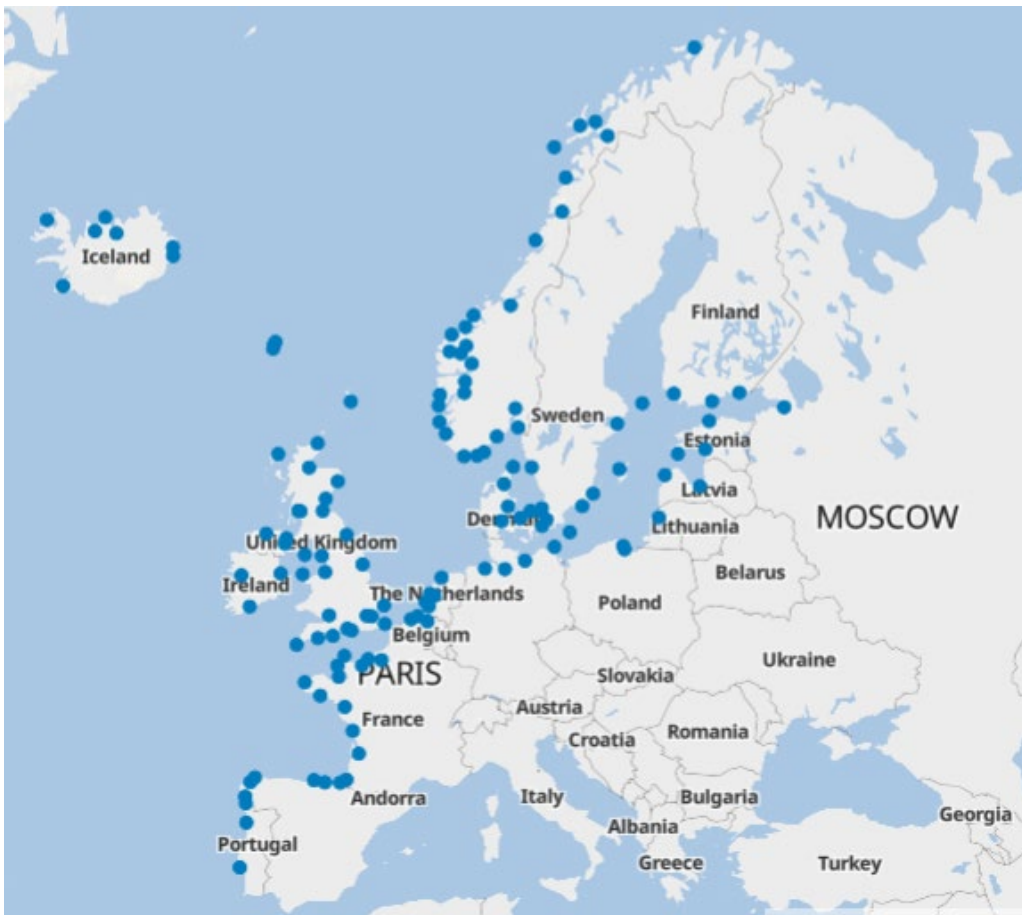 Iceland
Finland
Sweden
Estonia
Latvia
MOSCOW
Denmark
Lithuania
United Kingdom
Belarus
Ireland
The Netherlands
Poland
Belgium
Ukraine
PARIS
Slovakia
Austria
France
Romania
Croatia
Andorra
Italy
Bulgaria
Georgia
Albania
Portugal
Greece
Turkey